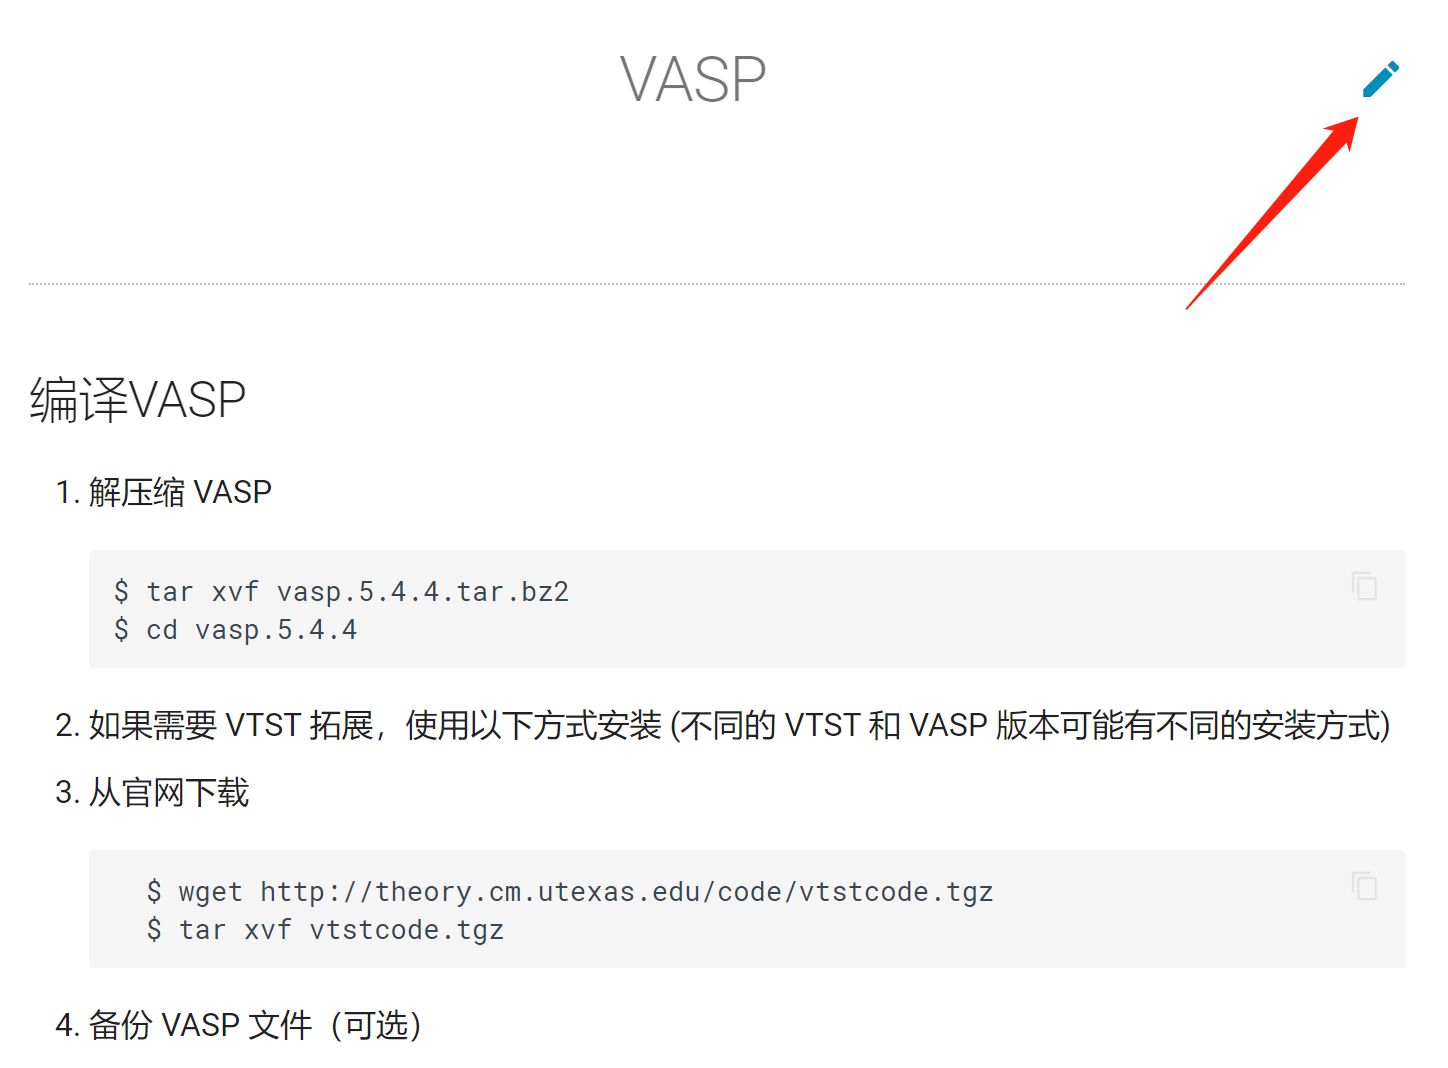 VASP
编译VASP
1. 解压缩 VASP
$ tar xvf vasp.5.4.4.tar.bz2
$ cd vasp.5.4.4
2. 如果需要 VTST 拓展，使用以下方式安装 (不同的 VTST 和 VASP 版本可能有不同的安装方式)
3. 从官网下载
$ wget http://theory.cm.utexas.edu/code/vtstcode.tgz
$ tar xvf vtstcode.tgz
4. 备份 VASP 文件（可选）